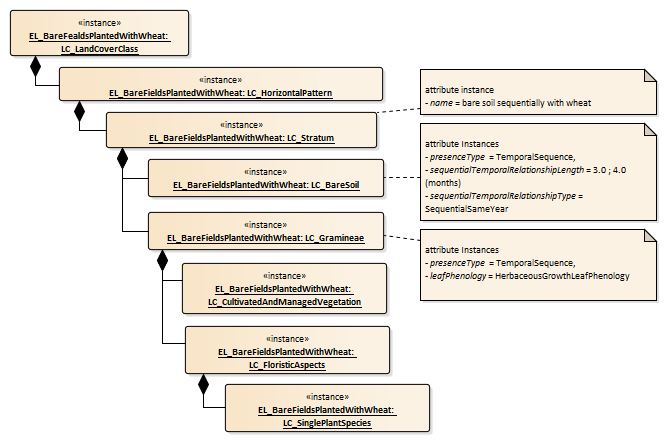 «instance»
EL_BareFealdsPlantedWithWheat:
LC_LandCoverClass
«instance»
EL_BareFieldsPlantedWithWheat: LC_HorizontalPattern
attribute instance
- name = bare soil sequentially with wheat
«instance»
EL_BareFieldsPlantedWithWheat: LC_Stratum
attribute Instances
- presenceType = TemporalSequence,
- sequentialTemporalRelationshipLength = 3.0 ; 4.0
(months)
- sequentialTemporalRelationshipType =
SequentialSameYear
«instance»
EL_BareFieldsPlantedWithWheat: LC_BareSoil
«instance»
EL_BareFieldsPlantedWithWheat: LC_Gramineae
attribute Instances
- presenceType = TemporalSequence,
- leafPhenology = HerbaceousGrowthLeafPhenology
«instance»
EL_BareFieldsPlantedWithWheat:
LC_CultivatedAndManagedVegetation
«instance»
EL_BareFieldsPlantedWithWheat:
LC_FloristicAspects
«instance»
EL_BareFieldsPlantedWithWheat:
LC_SinglePlantSpecies